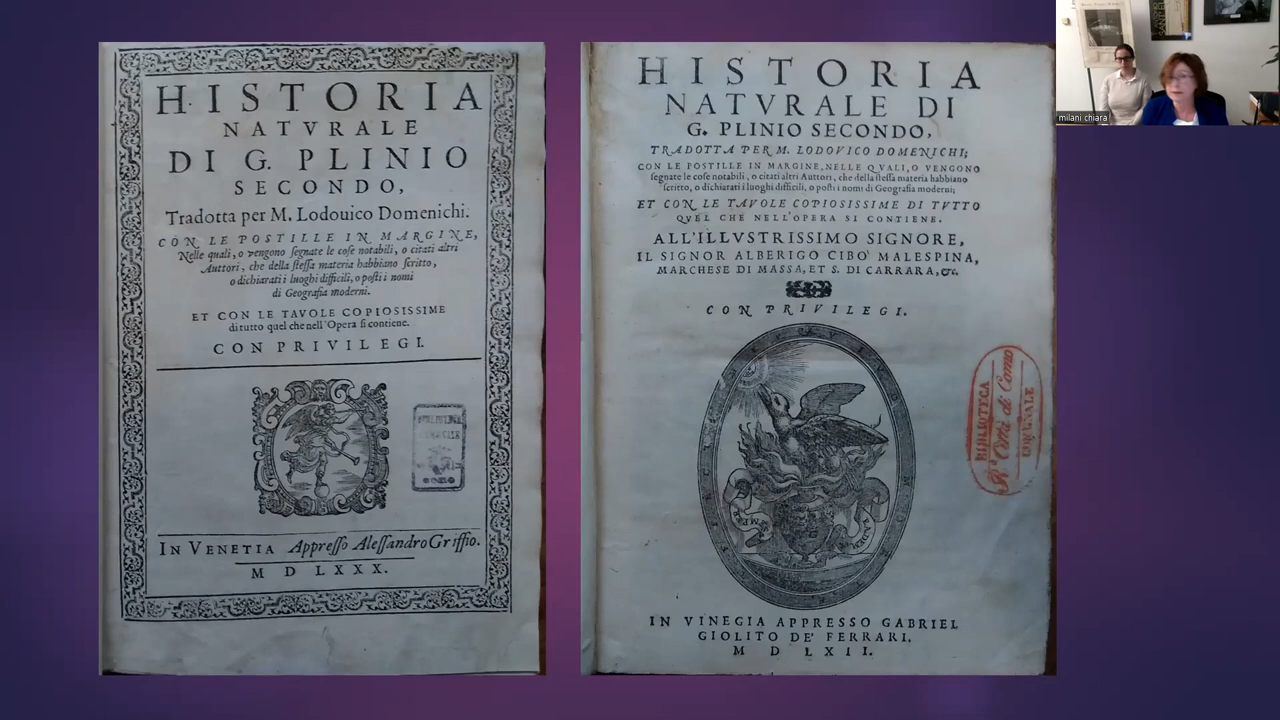 HISTORIA
NATVRALE
DI G. PLINIO
SECONDO,
Tradotta per M. Lodouico Domenichi.
CON LE POSTILLE IN MARGINE,
Nelle quali, o vengono segnate le cose notabili, o citati altri
Auttori, che della stessa materia habbiano scritto,
o dichiarati i luoghi difficili, o posti i nomi
di Geografia moderni.
ET CON LE TAVOLE COPIOSISSIME
di tutto quel che nell'Opera si contiene.
CON PRIVILEGI.
IN VENETIA Appresso Alessandro Griffio.
M D LXXX.
HISTORIA
NATVRALE DI
G. PLINIO SECONDO,
TRADOTTA PER M. LODOVICO DOMENICHI;
CON LE POSTILLE IN MARGINE, NELLE QVALI, O VENGONO
segnate le cose notabili, o citati altri Auttori, che della stessa materia habbiano
scritto, o dichiarati i luoghi difficili, o posti i nomi di Geografia moderni;
ET CON LE TAVOLE COPIOSISSIME DI TVTTO
QVEL CHE NELL'OPERA SI CONTIENE.
ALL'ILLVSTRISSIMO SIGNORE,
IL SIGNOR ALBERIGO CIBO' MALESPINA,
MARCHESE DI MASSA, ET S. DI CARRARA, &c.
CON PRIVILEGI.
BIBLIOTECA
Rª Città di Como
COMUNALE
IN VINEGIA APPRESSO GABRIEL
GIOLITO DE' FERRARI.
M D LXII.
milani chiara